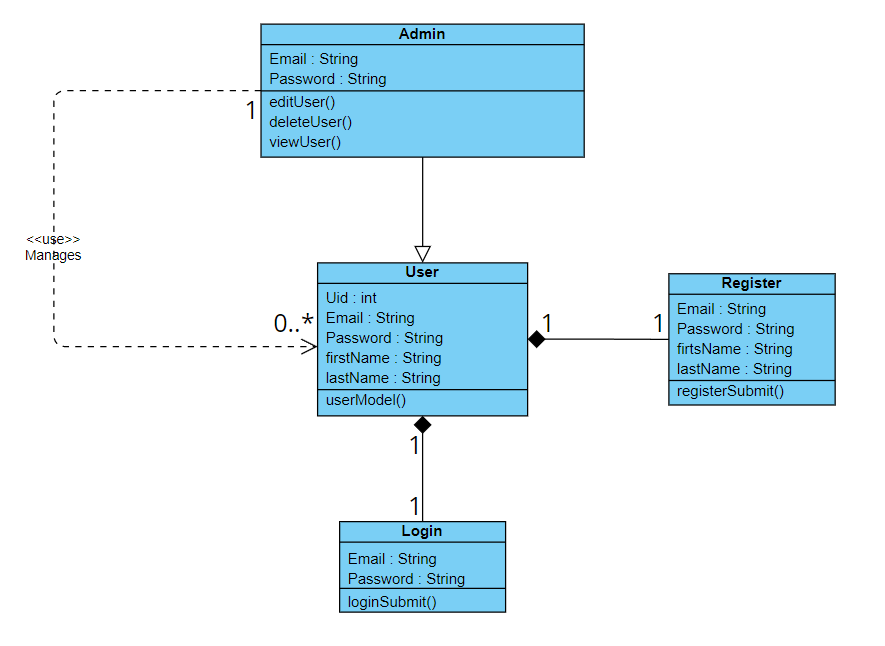 Admin
Email : String
Password : String
editUser()
deleteUser()
viewUser()
1
<<use>>
Manages
0..*
User
Uid : int
Email : String
Password : String
firstName : String
lastName : String
userModel()
1
1
Register
Email : String
Password : String
firtsName : String
lastName : String
registerSubmit()
1
1
Login
Email : String
Password : String
loginSubmit()